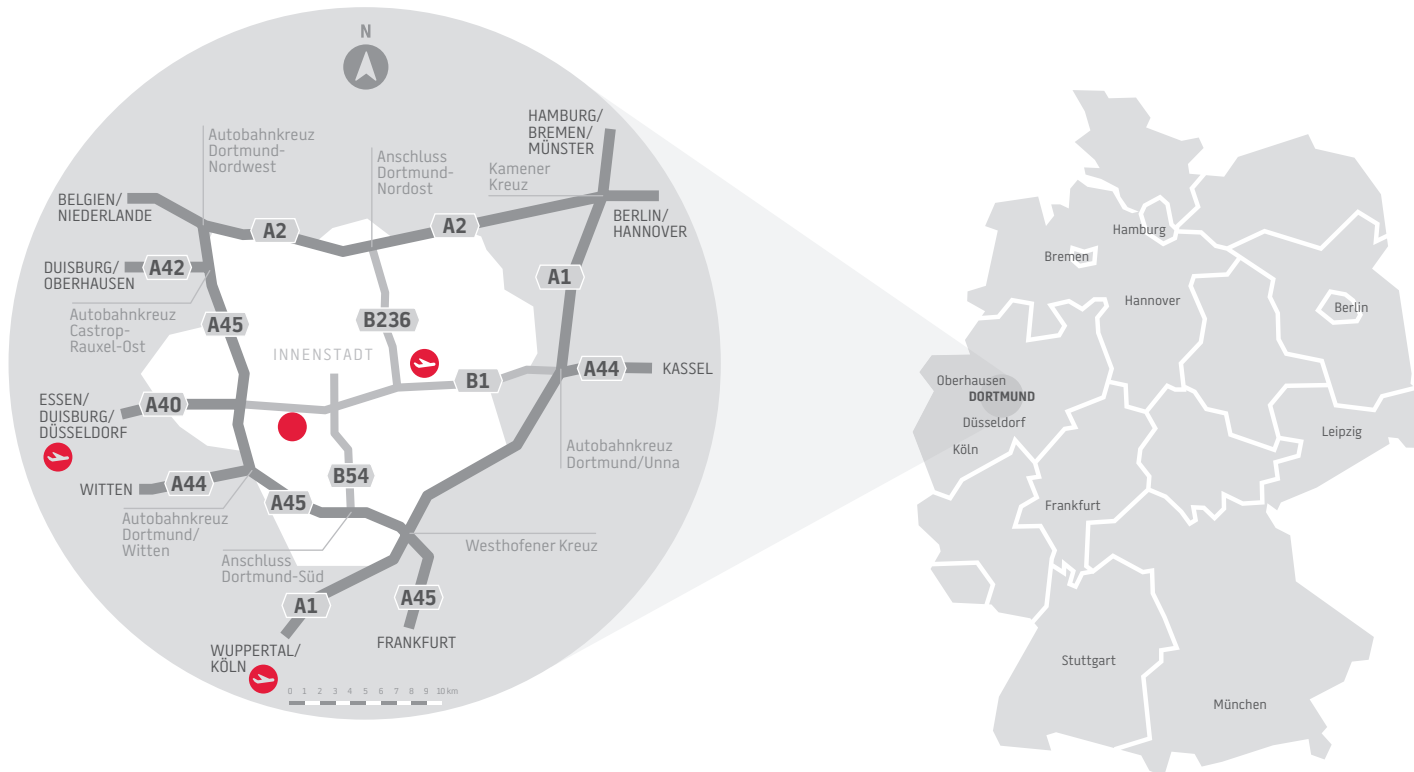 N
HAMBURG/
BREMEN/
MÜNSTER
Autobahnkreuz
Dortmund-
Nordwest
Anschluss
Dortmund-
Nordost
Kamener
Kreuz
BELGIEN/
NIEDERLANDE
A2
A2
BERLIN/
HANNOVER
DUISBURG/
OBERHAUSEN
A42
A1
Autobahnkreuz
Castrop-
Rauxel-Ost
A45
B236
INNENSTADT
B1
A44
KASSEL
ESSEN/
DUISBURG/
DÜSSELDORF
A40
Autobahnkreuz
Dortmund/Unna
WITTEN
A44
A45
B54
Autobahnkreuz
Dortmund/
Witten
Anschluss
Dortmund-Süd
Westhofener Kreuz
A1
A45
WUPPERTAL/
KÖLN
FRANKFURT
0 1 2 3 4 5 6 7 8 9 10 km
Hamburg
Bremen
Hannover
Berlin
Oberhausen
DORTMUND
Düsseldorf
Köln
Leipzig
Frankfurt
Stuttgart
München